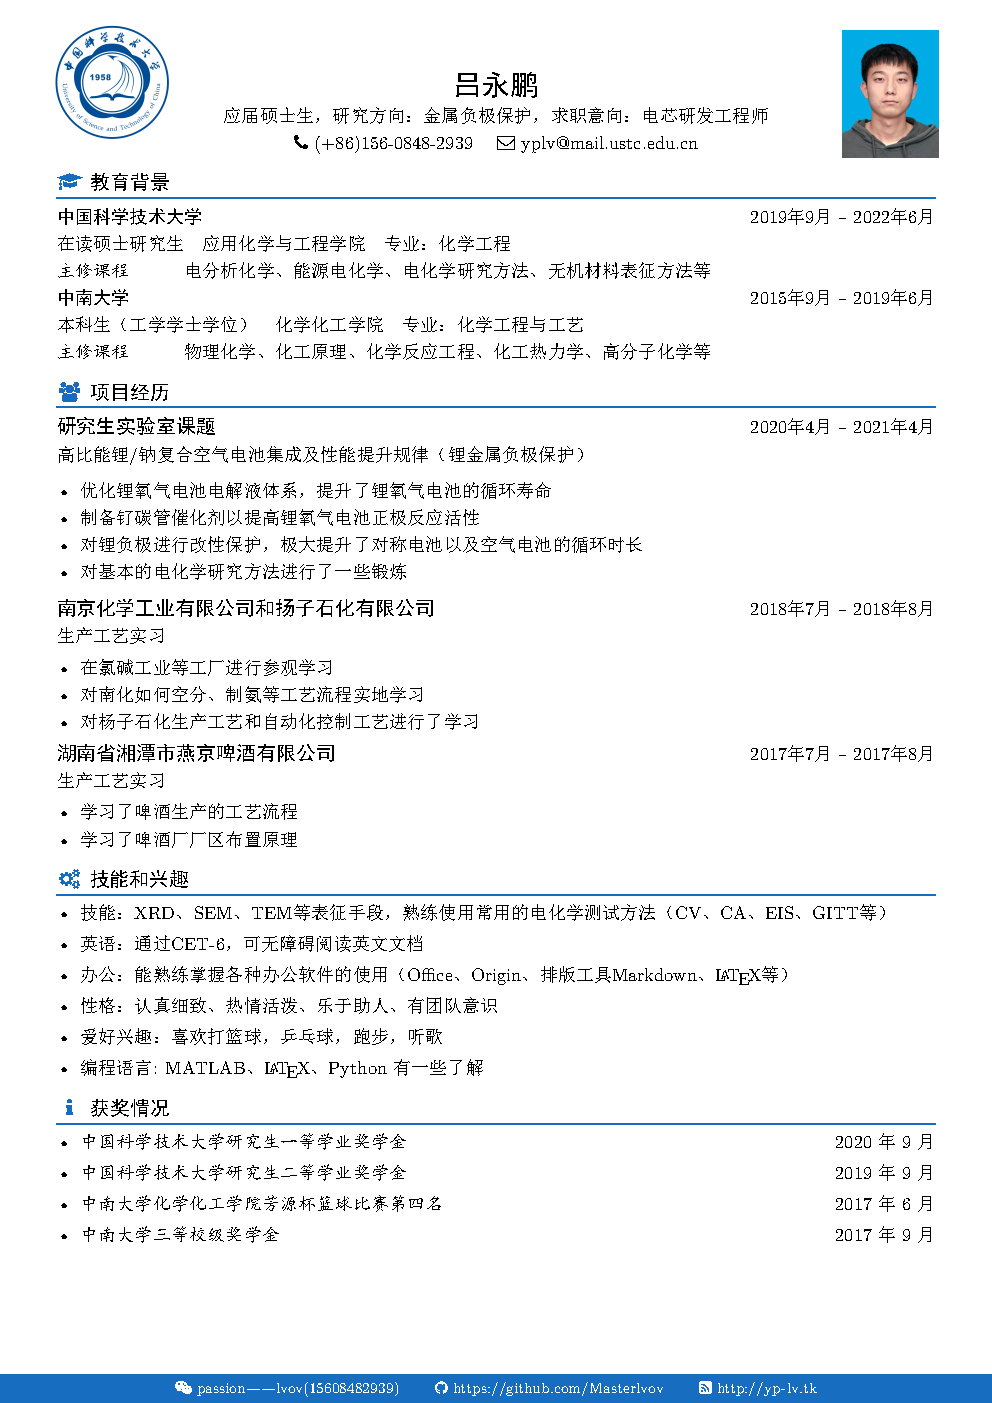 中国科学技术大学
1958
University of Science and Technology of China
吕永鹏
应届硕士生，研究方向：金属负极保护，求职意向：电芯研发工程师
(+86)156-0848-2939 yplv@mail.ustc.edu.cn
教育背景
中国科学技术大学 2019年9月 – 2022年6月
在读硕士研究生 应用化学与工程学院 专业：化学工程
主修课程 电分析化学、能源电化学、电化学研究方法、无机材料表征方法等
中南大学 2015年9月 – 2019年6月
本科生（工学学士学位） 化学化工学院 专业：化学工程与工艺
主修课程 物理化学、化工原理、化学反应工程、化工热力学、高分子化学等
项目经历
研究生实验室课题 2020年4月 – 2021年4月
高比能锂/钠复合空气电池集成及性能提升规律（锂金属负极保护）
• 优化锂氧气电池电解液体系，提升了锂氧气电池的循环寿命
• 制备钌碳管催化剂以提高锂氧气电池正极反应活性
• 对锂负极进行改性保护，极大提升了对称电池以及空气电池的循环时长
• 对基本的电化学研究方法进行了一些锻炼
南京化学工业有限公司和扬子石化有限公司 2018年7月 – 2018年8月
生产工艺实习
• 在氯碱工业等工厂进行参观学习
• 对南化如何空分、制氨等工艺流程实地学习
• 对杨子石化生产工艺和自动化控制工艺进行了学习
湖南省湘潭市燕京啤酒有限公司 2017年7月 – 2017年8月
生产工艺实习
• 学习了啤酒生产的工艺流程
• 学习了啤酒厂厂区布置原理
技能和兴趣
• 技能：XRD、SEM、TEM等表征手段，熟练使用常用的电化学测试方法（CV、CA、EIS、GITT等）
• 英语：通过CET-6，可无障碍阅读英文文档
• 办公：能熟练掌握各种办公软件的使用（Office、Origin、排版工具Markdown、LATEX等）
• 性格：认真细致、热情活泼、乐于助人、有团队意识
• 爱好兴趣：喜欢打篮球，乒乓球，跑步，听歌
• 编程语言: MATLAB、LATEX、Python 有一些了解
获奖情况
• 中国科学技术大学研究生一等学业奖学金 2020 年 9 月
• 中国科学技术大学研究生二等学业奖学金 2019 年 9 月
• 中南大学化学化工学院芳源杯篮球比赛第四名 2017 年 6 月
• 中南大学三等校级奖学金 2017 年 9 月
passion——lvov(15608482939) https://github.com/Masterlvov http://yp-lv.tk